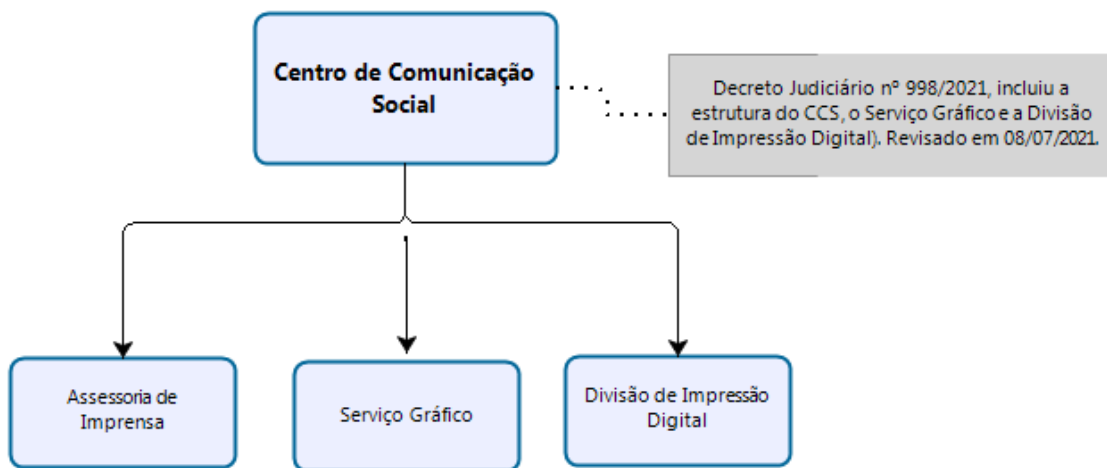 Centro de Comunicação
Social
Decreto Judiciário nº 998/2021, incluiu a
estrutura do CCS, o Serviço Gráfico e a Divisão
de Impressão Digital). Revisado em 08/07/2021.
Assessoria de
Imprensa
Serviço Gráfico
Divisão de Impressão
Digital